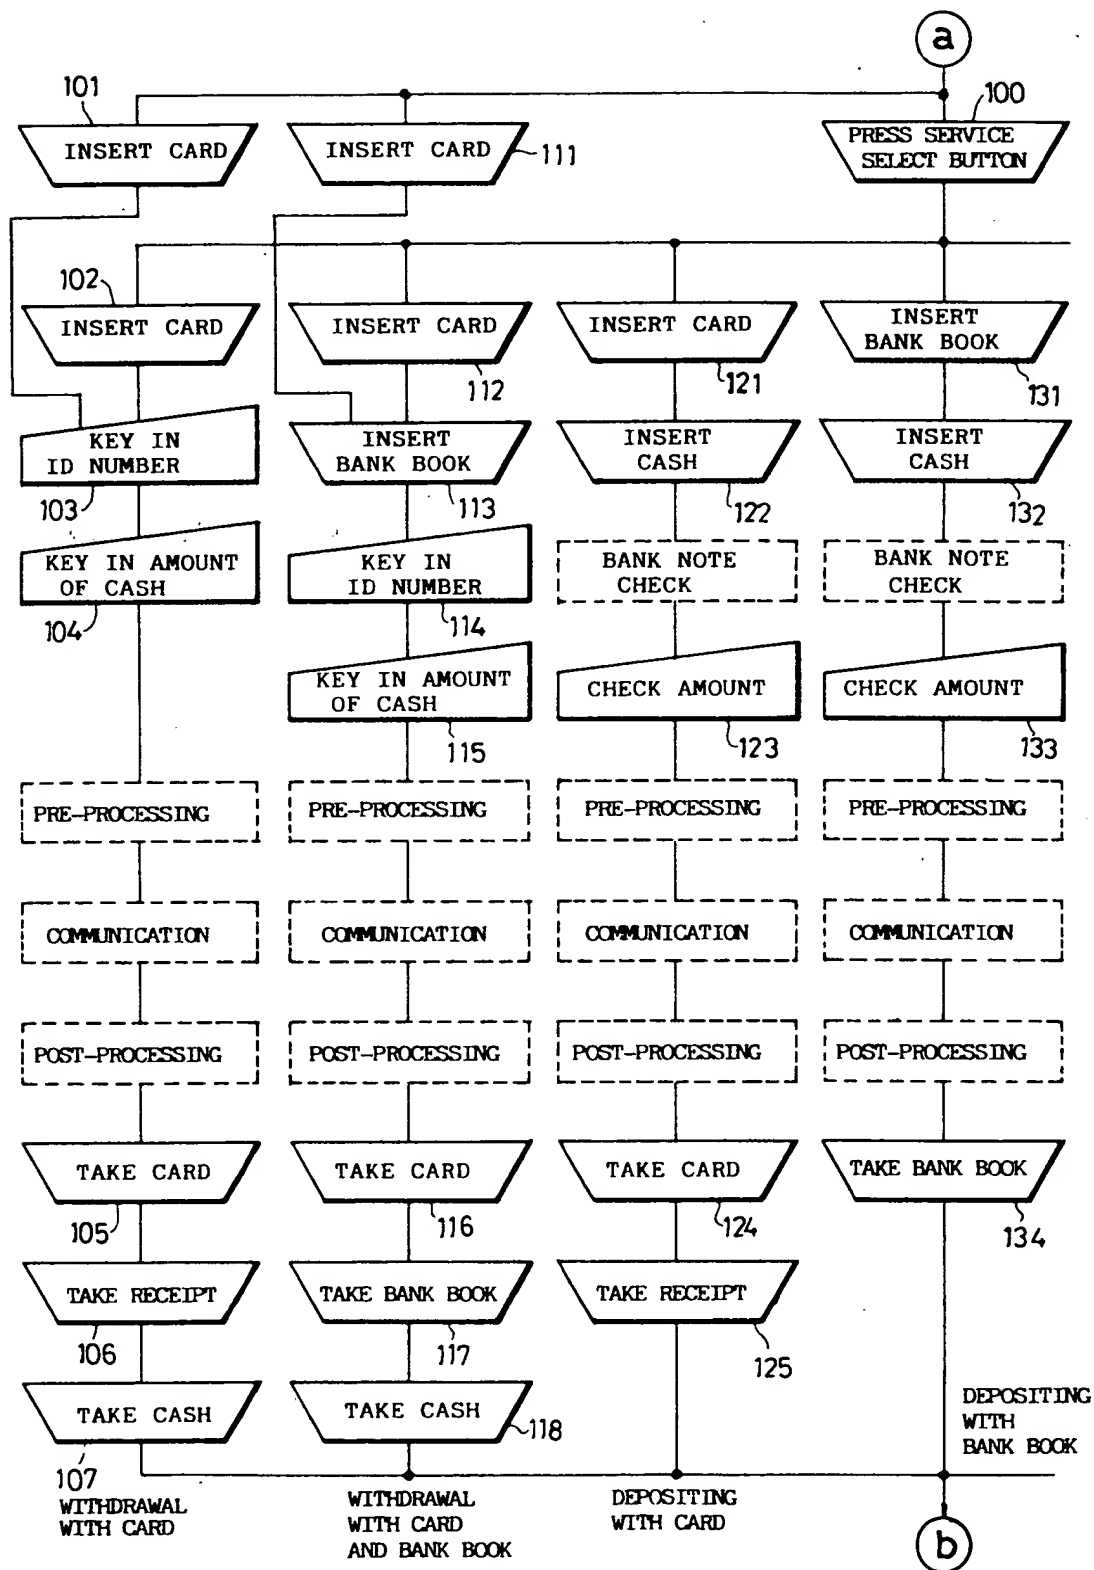 a
101
100
INSERT CARD
INSERT CARD
111
PRESS SERVICE
SELECT BUTTON
102
INSERT CARD
INSERT CARD
112
INSERT CARD
121
INSERT
BANK BOOK
131
KEY IN
ID NUMBER
103
INSERT
BANK BOOK
113
INSERT
CASH
122
INSERT
CASH
132
KEY IN AMOUNT
OF CASH
104
KEY IN
ID NUMBER
114
BANK NOTE
CHECK
BANK NOTE
CHECK
KEY IN AMOUNT
OF CASH
115
CHECK AMOUNT
123
CHECK AMOUNT
133
PRE-PROCESSING
PRE-PROCESSING
PRE-PROCESSING
PRE-PROCESSING
COMMUNICATION
COMMUNICATION
COMMUNICATION
COMMUNICATION
POST-PROCESSING
POST-PROCESSING
POST-PROCESSING
POST-PROCESSING
TAKE CARD
105
TAKE CARD
116
TAKE CARD
124
TAKE BANK BOOK
134
TAKE RECEIPT
106
TAKE BANK BOOK
117
TAKE RECEIPT
125
TAKE CASH
107
TAKE CASH
118
DEPOSITING
WITH
BANK BOOK
WITHDRAWAL
WITH CARD
WITHDRAWAL
WITH CARD
AND BANK BOOK
DEPOSITING
WITH CARD
b